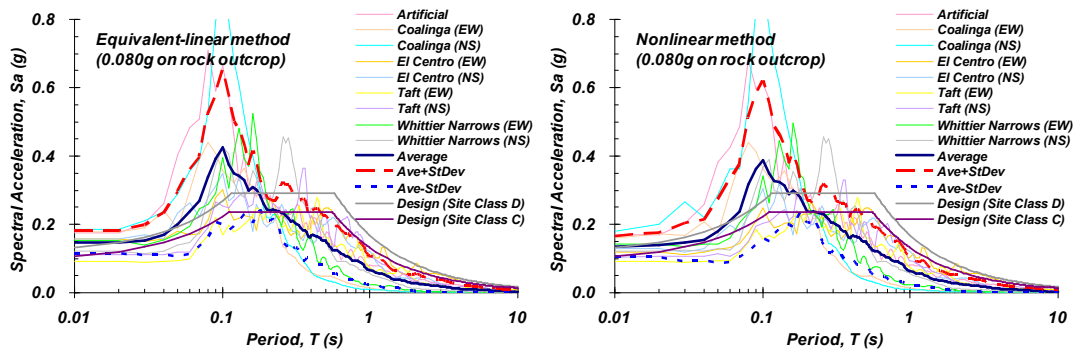 0.8
0.6
0.4
0.2
0.0
Spectral Acceleration, Sa (g)
Equivalent-linear method
(0.080g on rock outcrop)
Artificial
Coalinga (EW)
Coalinga (NS)
El Centro (EW)
El Centro (NS)
Taft (EW)
Taft (NS)
Whittier Narrows (EW)
Whittier Narrows (NS)
Average
Ave+StDev
Ave-StDev
Design (Site Class D)
Design (Site Class C)
0.01
0.1
1
10
Period, T (s)
0.8
0.6
0.4
0.2
0.0
Spectral Acceleration, Sa (g)
Nonlinear method
(0.080g on rock outcrop)
Artificial
Coalinga (EW)
Coalinga (NS)
El Centro (EW)
El Centro (NS)
Taft (EW)
Taft (NS)
Whittier Narrows (EW)
Whittier Narrows (NS)
Average
Ave+StDev
Ave-StDev
Design (Site Class D)
Design (Site Class C)
0.01
0.1
1
10
Period, T (s)